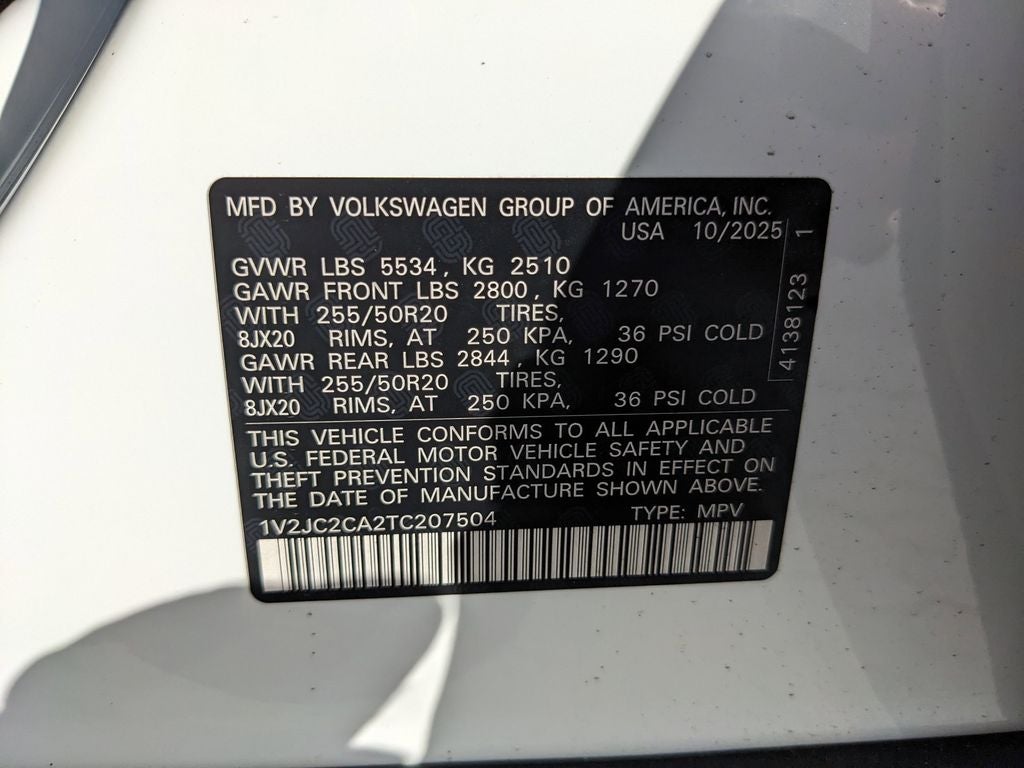 MFD BY VOLKSWAGEN GROUP OF AMERICA, INC.
USA 10/2025
GVWR LBS 5534, KG 2510
GAWR FRONT LBS 2800, KG 1270
WITH 255/50R20 TIRES,
8JX20 RIMS, AT 250 KPA, 36 PSI COLD
GAWR REAR LBS 2844, KG 1290
WITH 255/50R20 TIRES,
8JX20 RIMS, AT 250 KPA, 36 PSI COLD
4138123 1
THIS VEHICLE CONFORMS TO ALL APPLICABLE
U.S. FEDERAL MOTOR VEHICLE SAFETY AND
THEFT PREVENTION STANDARDS IN EFFECT ON
THE DATE OF MANUFACTURE SHOWN ABOVE.
1V2JC2CA2TC207504 TYPE: MPV